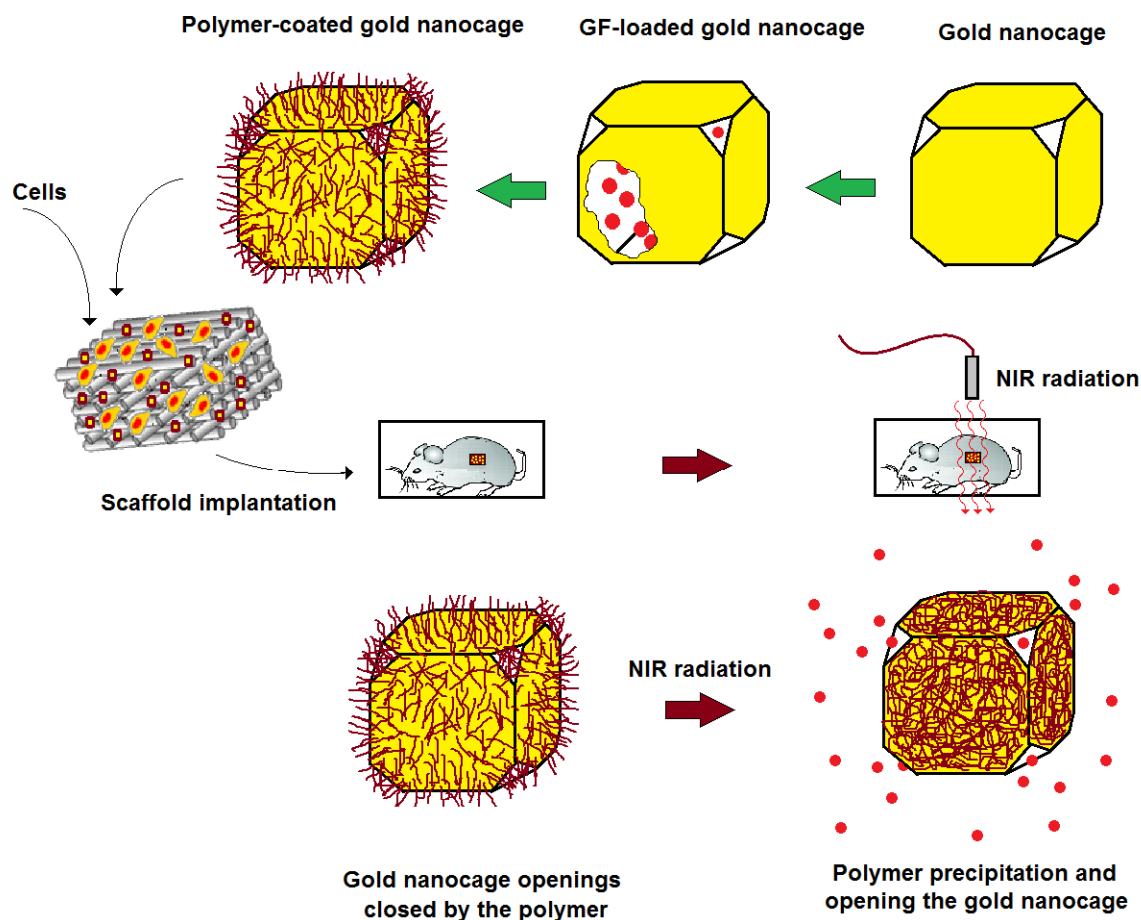 Polymer-coated gold nanocage
GF-loaded gold nanocage
Gold nanocage
Cells
NIR radiation
Scaffold implantation
NIR radiation
Gold nanocage openings
closed by the polymer
Polymer precipitation and
opening the gold nanocage